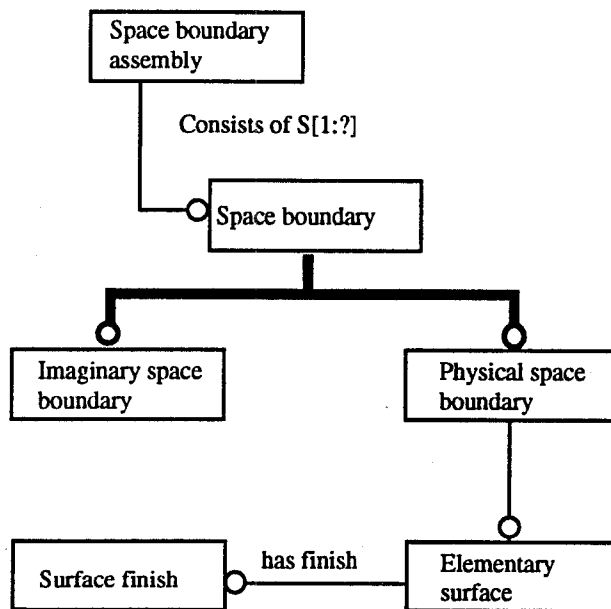 Space boundary
assembly
Consists of S[1:?]
Space boundary
Imaginary space
boundary
Physical space
boundary
has finish
Surface finish
Elementary
surface